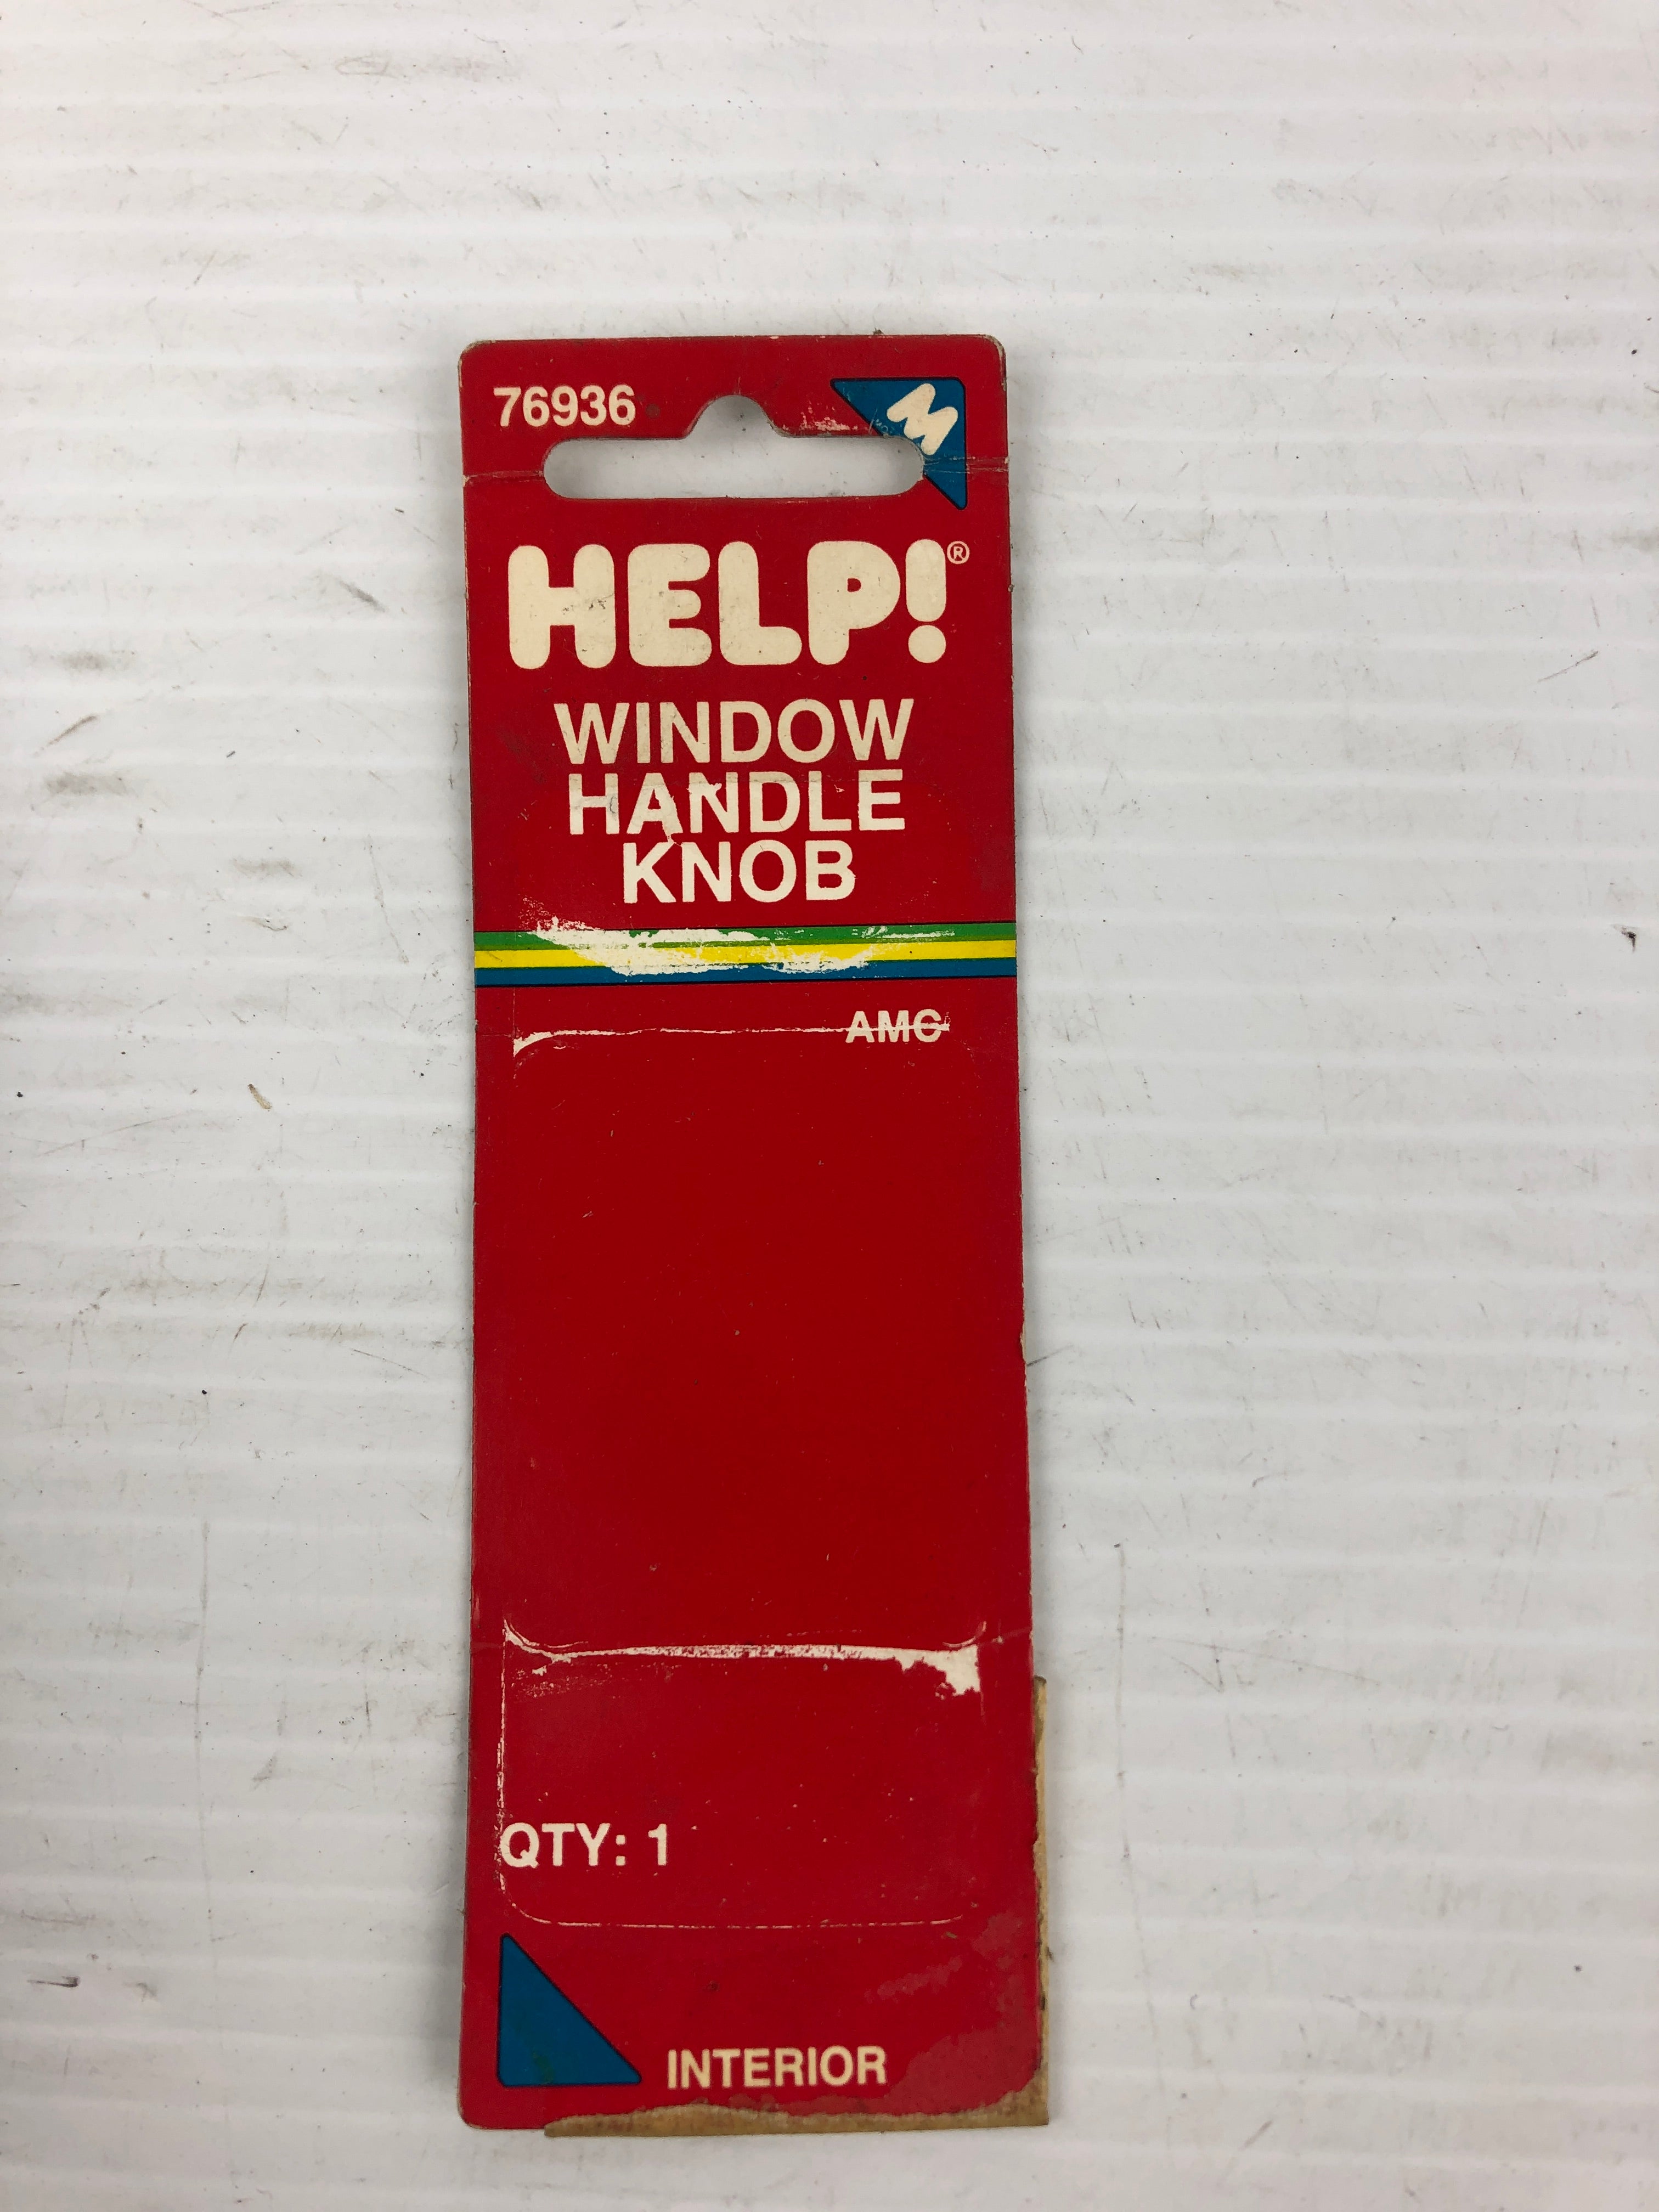 76936
M
HELP!®
WINDOW
HANDLE
KNOB
AMC
QTY: 1
INTERIOR